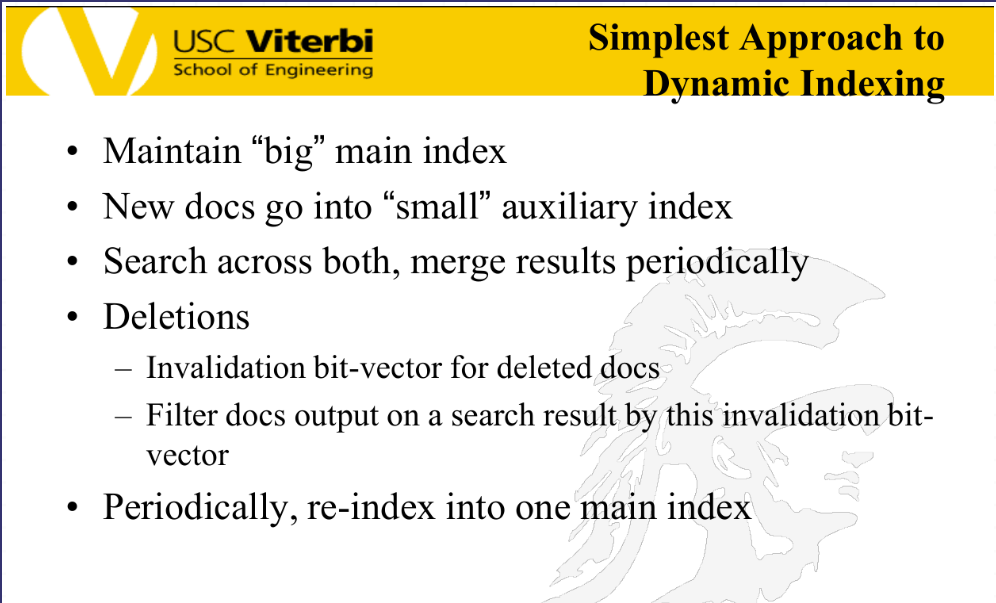 USC Viterbi
School of Engineering
Simplest Approach to
Dynamic Indexing
• Maintain “big” main index
• New docs go into “small” auxiliary index
• Search across both, merge results periodically
• Deletions
– Invalidation bit-vector for deleted docs
– Filter docs output on a search result by this invalidation bit-
vector
• Periodically, re-index into one main index